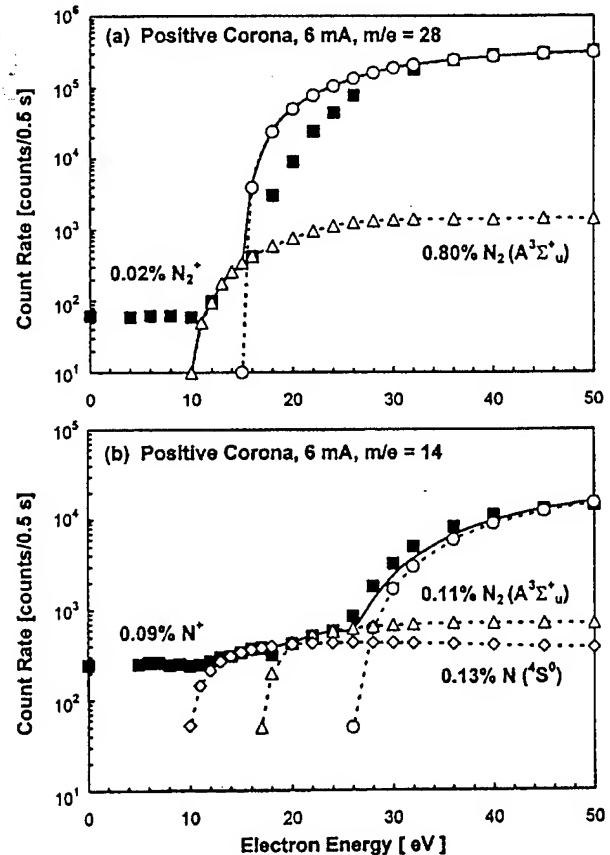 (a) Positive Corona, 6 mA, m/e = 28
Count Rate [counts/0.5 s]
10⁶
10⁵
10⁴
10³
10²
10¹
0.02% N₂⁺
0.80% N₂ (A³Σ⁺ᵤ)
0 10 20 30 40 50
(b) Positive Corona, 6 mA, m/e = 14
Count Rate [counts/0.5 s]
10⁵
10⁴
10³
10²
10¹
0.09% N⁺
0.11% N₂ (A³Σ⁺ᵤ)
0.13% N (⁴S⁰)
0 10 20 30 40 50
Electron Energy [ eV]